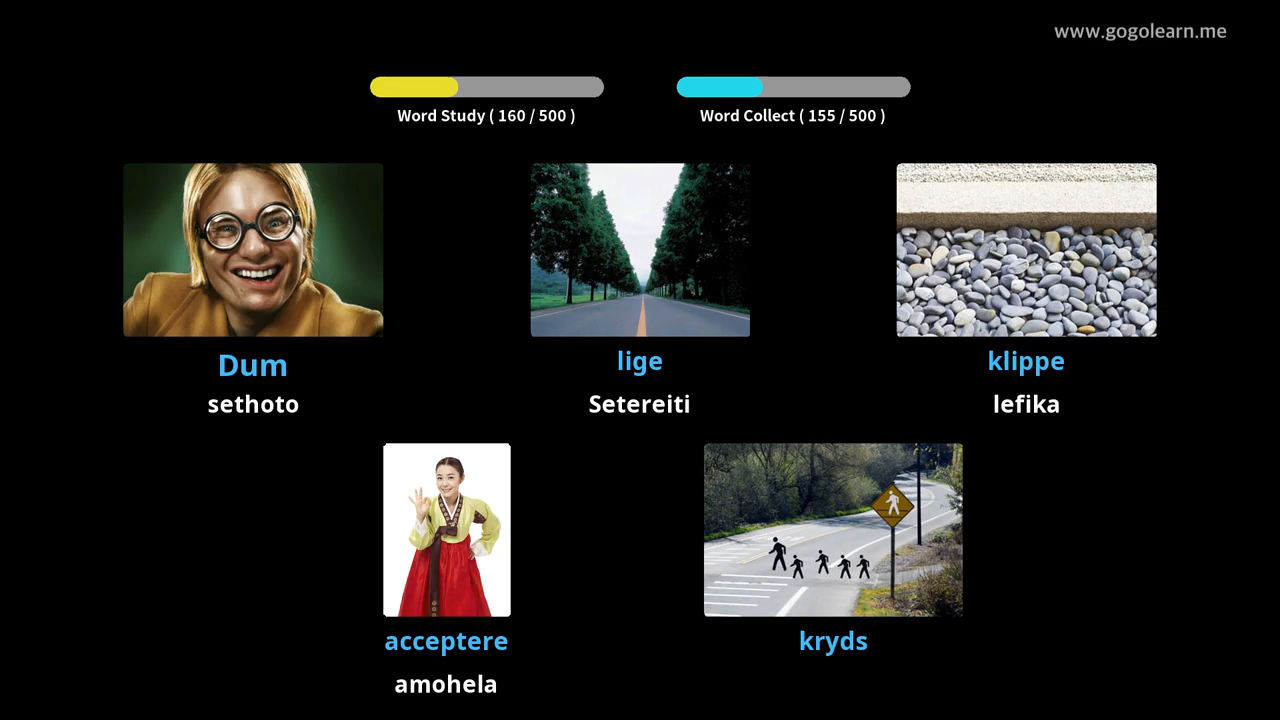 www.gogolearn.me
Word Study ( 160 / 500 )
Word Collect ( 155 / 500 )
Dum
lige
klippe
sethoto
Setereiti
lefika
acceptere
kryds
amohela